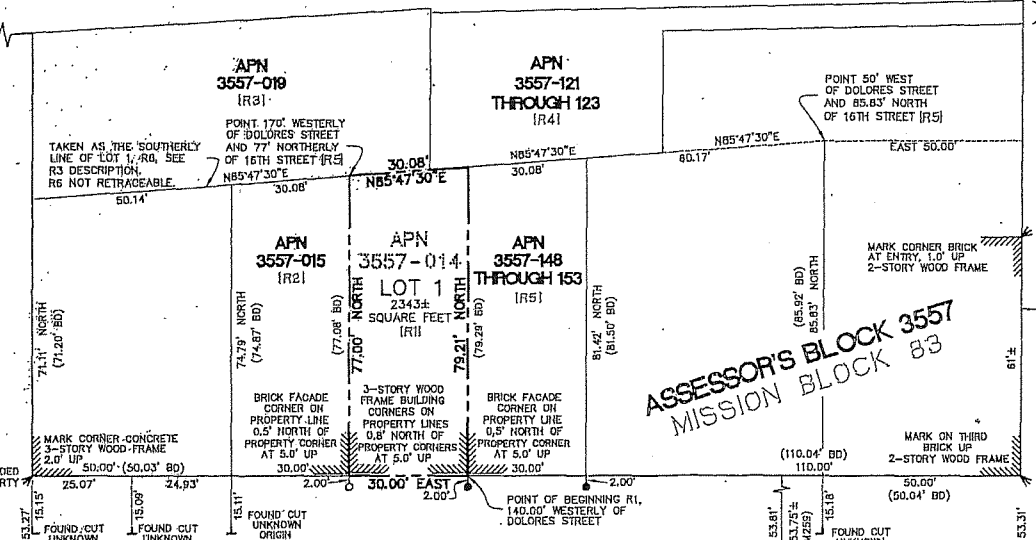 APN
3557-019
[R3]
APN
3557-121
THROUGH 123
[R4]
POINT 50' WEST
OF DOLORES STREET
AND 85.83' NORTH
OF 16TH STREET [R5]
TAKEN AS THE SOUTHERLY
LINE OF LOT 1, R6, SEE
R3 DESCRIPTION,
R6 NOT RETRACEABLE.
POINT 170' WESTERLY
OF DOLORES STREET
AND 77' NORTHERLY
OF 16TH STREET [R5]
50.14'
N85°47'30"E
30.08'
30.08'
N85°47'30"E
N85°47'30"E
30.08'
60.17'
N85°47'30"E
EAST 50.00'
APN
3557-015
[R2]
APN
3557-014
LOT 1
2343±
SQUARE FEET
[R1]
APN
3557-148
THROUGH 153
[R5]
MARK CORNER BRICK
AT ENTRY, 1.0' UP
2-STORY WOOD FRAME
71.11' NORTH
(71.20' BD)
74.79' NORTH
(74.87' BD)
(77.08' BD)
77.00' NORTH
79.21' NORTH
(79.29' BD)
81.42' NORTH
(81.50' BD)
(85.92' BD)
85.83' NORTH
61'±
ASSESSOR'S BLOCK 3557
MISSION BLOCK 83
BRICK FACADE
CORNER ON
PROPERTY LINE
0.5' NORTH OF
PROPERTY CORNER
AT 5.0' UP
3-STORY WOOD
FRAME BUILDING
CORNERS ON
PROPERTY LINES
0.8' NORTH OF
PROPERTY CORNERS
AT 5.0' UP
BRICK FACADE
CORNER ON
PROPERTY LINE
0.5' NORTH OF
PROPERTY CORNER
AT 5.0' UP
MARK CORNER CONCRETE
3-STORY WOOD FRAME
2.0' UP
MARK ON THIRD
BRICK UP
2-STORY WOOD FRAME
50.00' (50.03' BD)
30.00'
30.00' EAST
30.00'
(110.04' BD)
110.00'
50.00'
(50.04' BD)
25.07'
24.93'
2.00'
2.00'
2.00'
POINT OF BEGINNING R1,
140.00' WESTERLY OF
DOLORES STREET
53.27'
15.15'
15.09'
15.11'
53.81'
53.75'±
15.18'
53.31'
FOUND CUT
UNKNOWN
FOUND CUT
UNKNOWN
FOUND CUT
UNKNOWN
ORIGIN
FOUND CUT